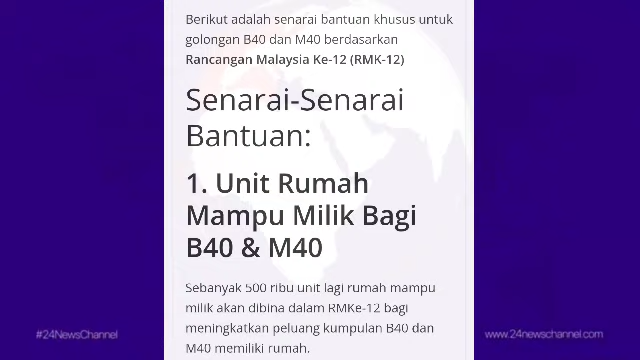 Berikut adalah senarai bantuan khusus untuk
golongan B40 dan M40 berdasarkan
Rancangan Malaysia Ke-12 (RMK-12)
Senarai-Senarai
Bantuan:
1. Unit Rumah
Mampu Milik Bagi
B40 & M40
Sebanyak 500 ribu unit lagi rumah mampu
milik akan dibina dalam RMKe-12 bagi
meningkatkan peluang kumpulan B40 dan
M40 memiliki rumah.
#24NewsChannel
www.24newschannel.com